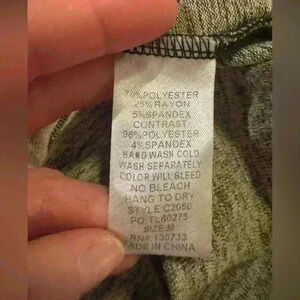 70%POLYESTER
25%RAYON
5%SPANDEX
CONTRAST
96%POLYESTER
4%SPANDEX
HAND WASH COLD
WASH SEPARATELY
COLOR WILL BLEED
NO BLEACH
HANG TO DRY
STYLE:C2050
PO:TL60275
SIZE:M
RN#:130733
MADE IN CHINA